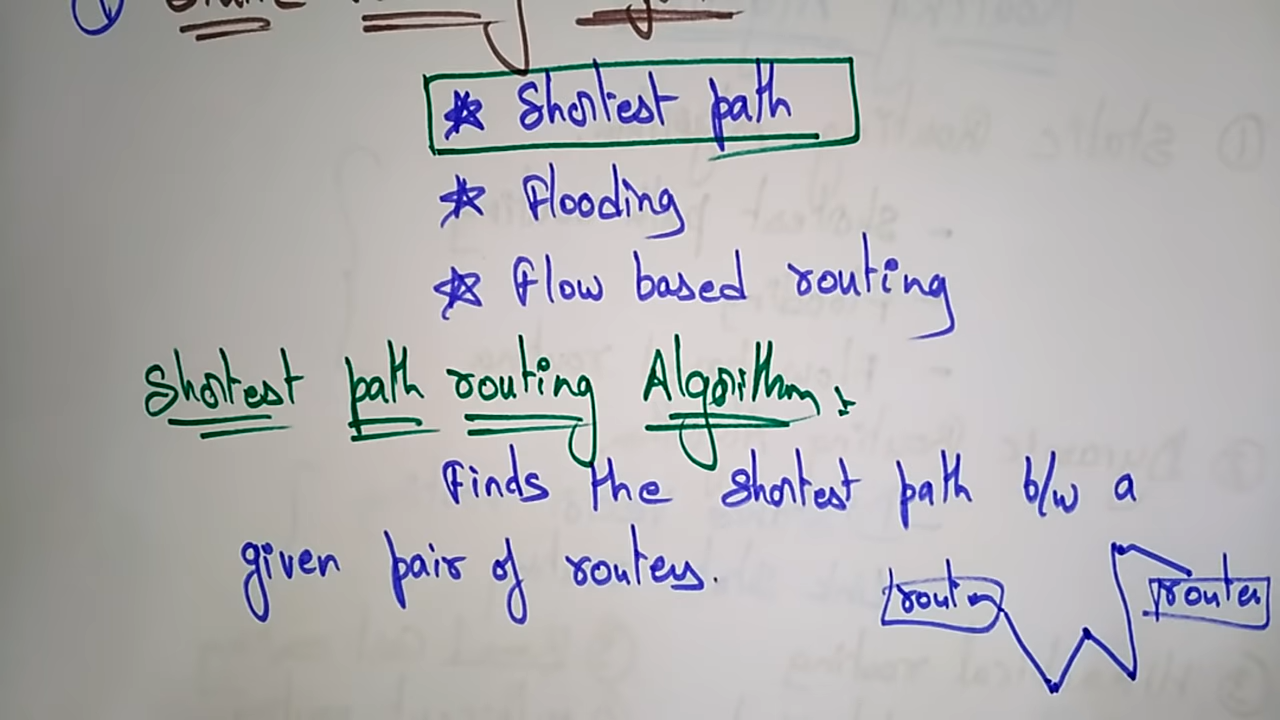 * Shortest path
* Flooding
* Flow based routing
Shortest path routing Algorithm:
Finds the shortest path b/w a
given pair of routers.
router
router